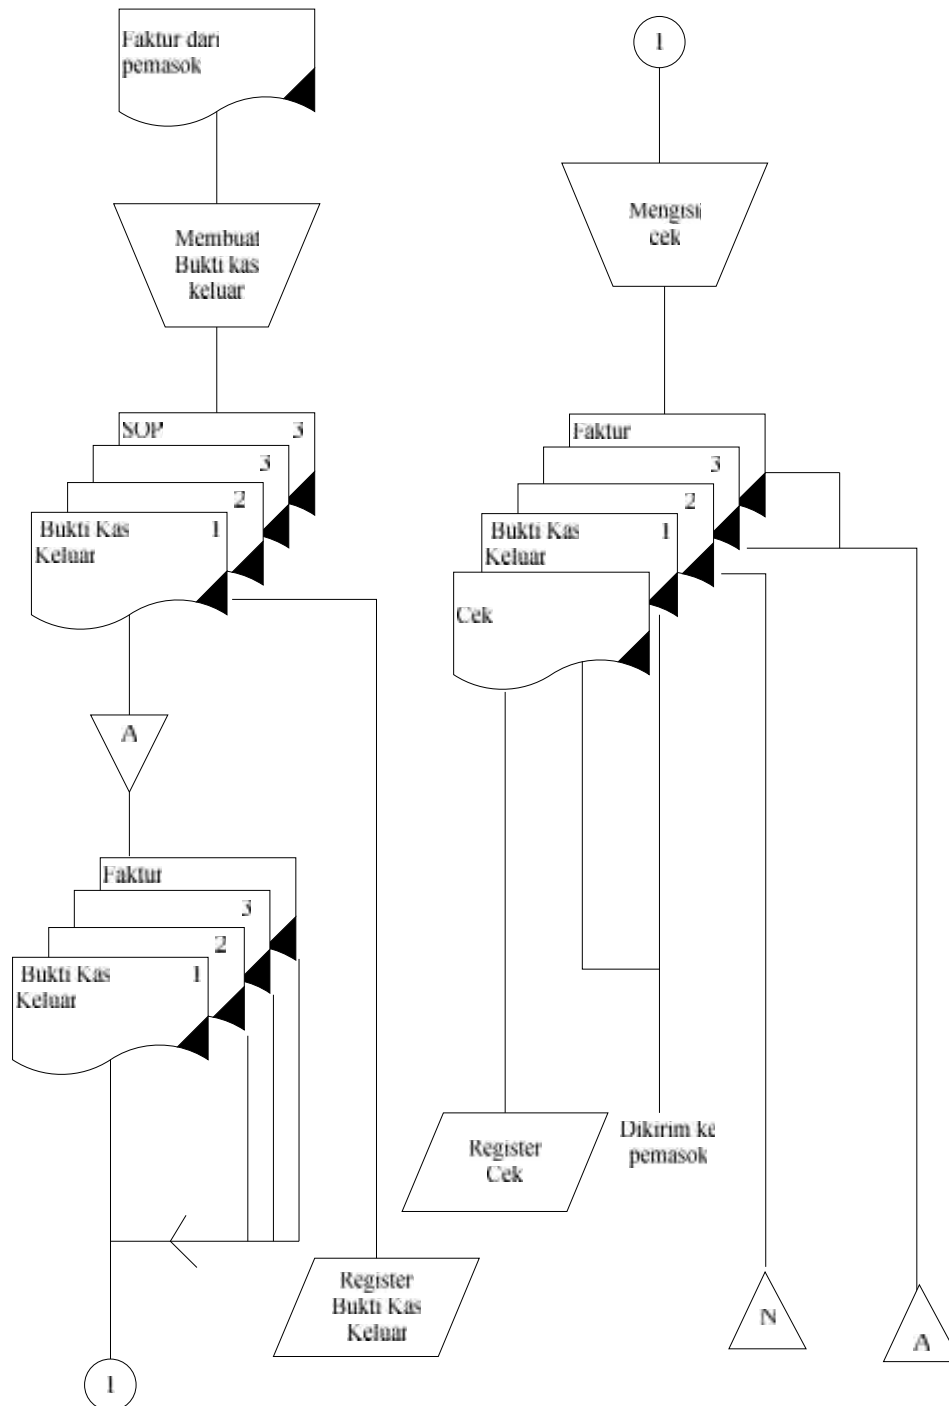 Faktur dari
pemasok
Membuat
Bukti kas
keluar
SOP 3
3
2
Bukti Kas 1
Keluar
A
Faktur
3
2
Bukti Kas 1
Keluar
Register
Bukti Kas
Keluar
1
1
Mengisi
cek
Faktur
3
2
Bukti Kas 1
Keluar
Cek
Register
Cek
Dikirim ke
pemasok
N
A